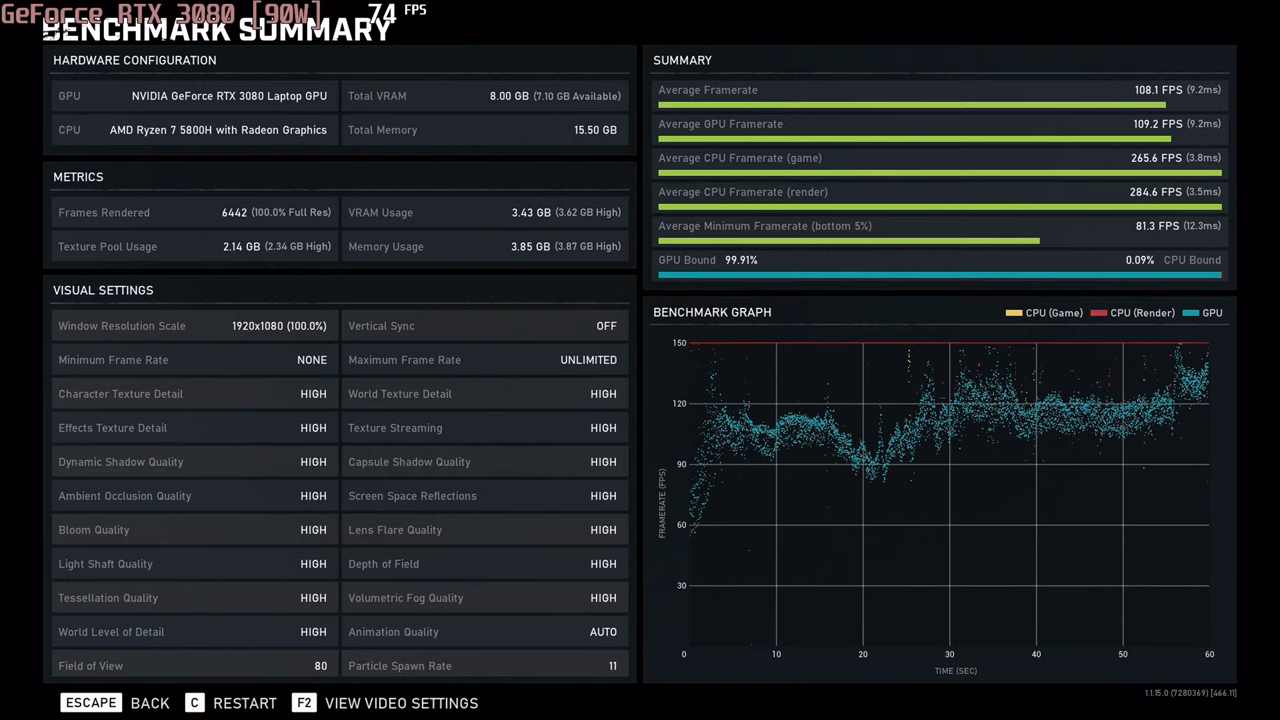 GeForce RTX 3080 [90W] 74 FPS
BENCHMARK SUMMARY
HARDWARE CONFIGURATION
GPU NVIDIA GeForce RTX 3080 Laptop GPU Total VRAM 8.00 GB (7.10 GB Available)
CPU AMD Ryzen 7 5800H with Radeon Graphics Total Memory 15.50 GB
METRICS
Frames Rendered 6442 (100.0% Full Res) VRAM Usage 3.43 GB (3.62 GB High)
Texture Pool Usage 2.14 GB (2.34 GB High) Memory Usage 3.85 GB (3.87 GB High)
VISUAL SETTINGS
Window Resolution Scale 1920x1080 (100.0%) Vertical Sync OFF
Minimum Frame Rate NONE Maximum Frame Rate UNLIMITED
Character Texture Detail HIGH World Texture Detail HIGH
Effects Texture Detail HIGH Texture Streaming HIGH
Dynamic Shadow Quality HIGH Capsule Shadow Quality HIGH
Ambient Occlusion Quality HIGH Screen Space Reflections HIGH
Bloom Quality HIGH Lens Flare Quality HIGH
Light Shaft Quality HIGH Depth of Field HIGH
Tessellation Quality HIGH Volumetric Fog Quality HIGH
World Level of Detail HIGH Animation Quality AUTO
Field of View 80 Particle Spawn Rate 11
SUMMARY
Average Framerate 108.1 FPS (9.2ms)
Average GPU Framerate 109.2 FPS (9.2ms)
Average CPU Framerate (game) 265.6 FPS (3.8ms)
Average CPU Framerate (render) 284.6 FPS (3.5ms)
Average Minimum Framerate (bottom 5%) 81.3 FPS (12.3ms)
GPU Bound 99.91% 0.09% CPU Bound
BENCHMARK GRAPH CPU (Game) CPU (Render) GPU
150
120
90
60
30
FRAMERATE (FPS)
0 10 20 30 40 50 60
TIME (SEC)
ESCAPE BACK C RESTART F2 VIEW VIDEO SETTINGS
1.1.15.0 (7280369) [466.11]